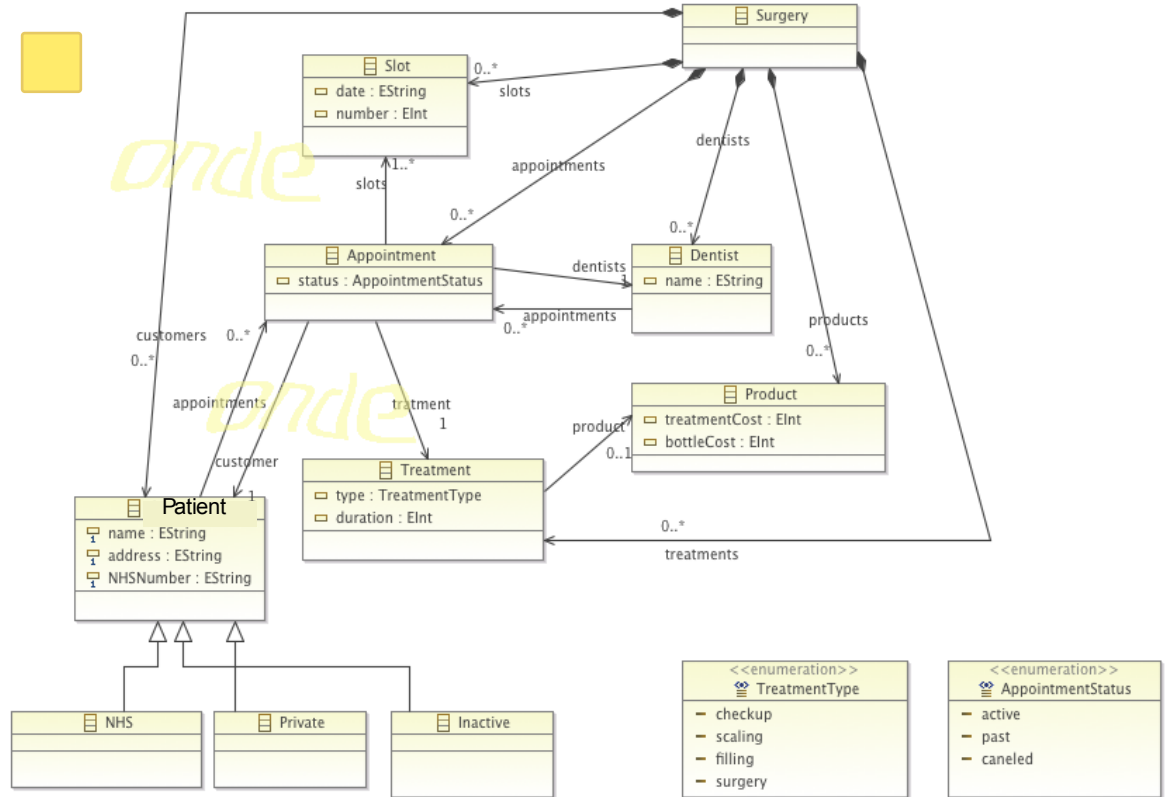 Surgery
Slot
date : EString
number : EInt
0..*
slots
dentists
appointments
1..*
slots
0..*
0..*
Appointment
status : AppointmentStatus
dentists
1
Dentist
name : EString
appointments
0..*
customers
0..*
0..*
products
0..*
appointments
tratment
1
customer
1
product
0..1
Product
treatmentCost : EInt
bottleCost : EInt
Treatment
type : TreatmentType
duration : EInt
Patient
name : EString
address : EString
NHSNumber : EString
0..*
treatments
NHS
Private
Inactive
<<enumeration>>
TreatmentType
checkup
scaling
filling
surgery
<<enumeration>>
AppointmentStatus
active
past
caneled
onde
onde